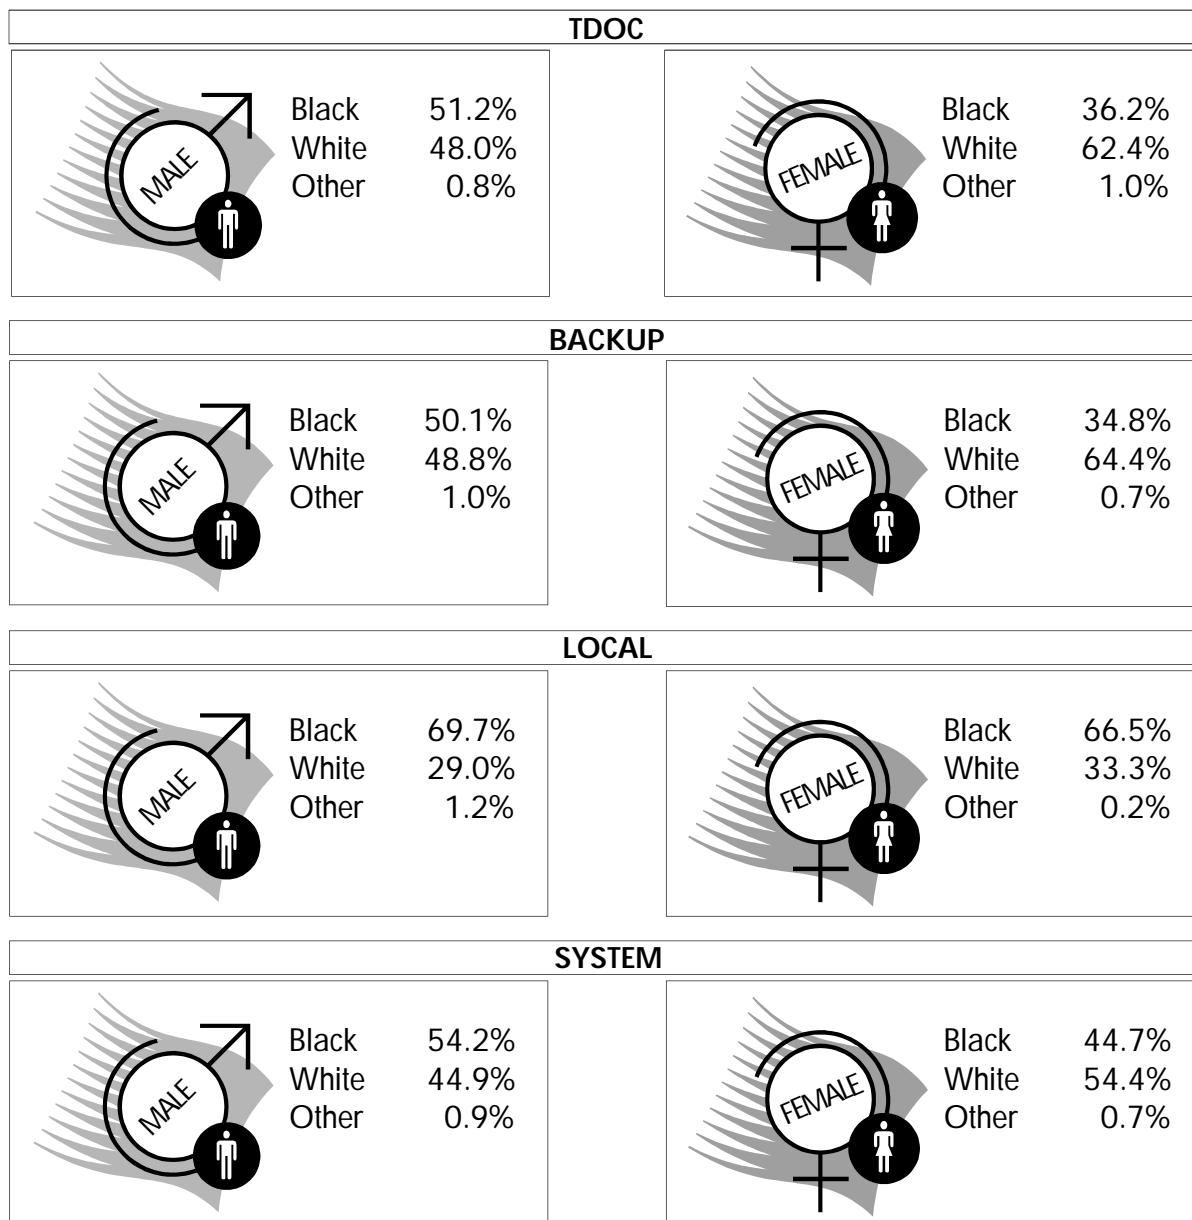 TDOC
MALE
Black 51.2%
White 48.0%
Other 0.8%
FEMALE
Black 36.2%
White 62.4%
Other 1.0%
BACKUP
MALE
Black 50.1%
White 48.8%
Other 1.0%
FEMALE
Black 34.8%
White 64.4%
Other 0.7%
LOCAL
MALE
Black 69.7%
White 29.0%
Other 1.2%
FEMALE
Black 66.5%
White 33.3%
Other 0.2%
SYSTEM
MALE
Black 54.2%
White 44.9%
Other 0.9%
FEMALE
Black 44.7%
White 54.4%
Other 0.7%